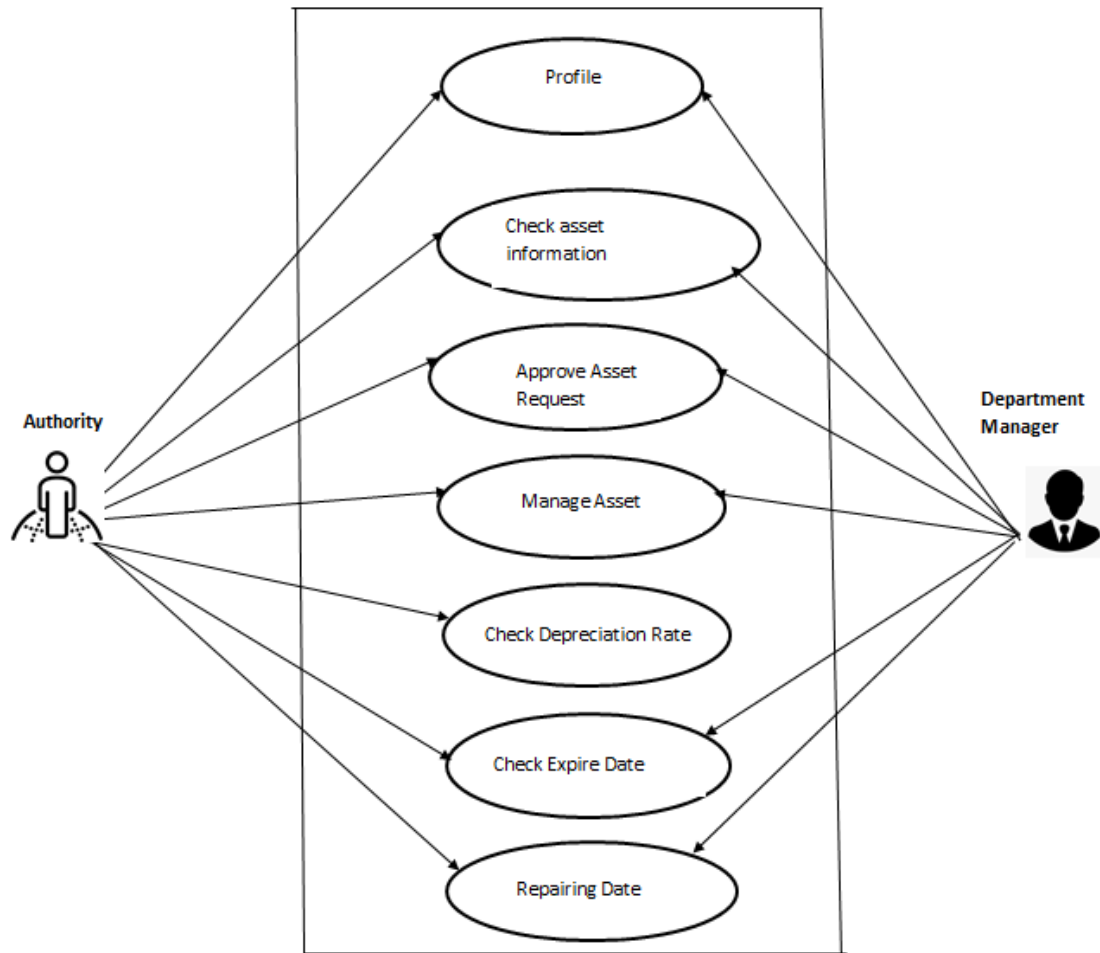 Profile
Check asset
information
Approve Asset
Request
Authority
Department
Manager
Manage Asset
Check Depreciation Rate
Check Expire Date
Repairing Date